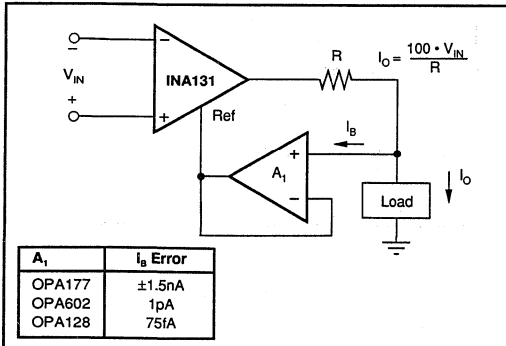 −
V_IN
+
−
INA131
+
Ref
R
I_O = 100 • V_IN / R
I_B
A_1
+
−
Load
I_O
A_1 I_B Error
OPA177 ±1.5nA
OPA602 1pA
OPA128 75fA